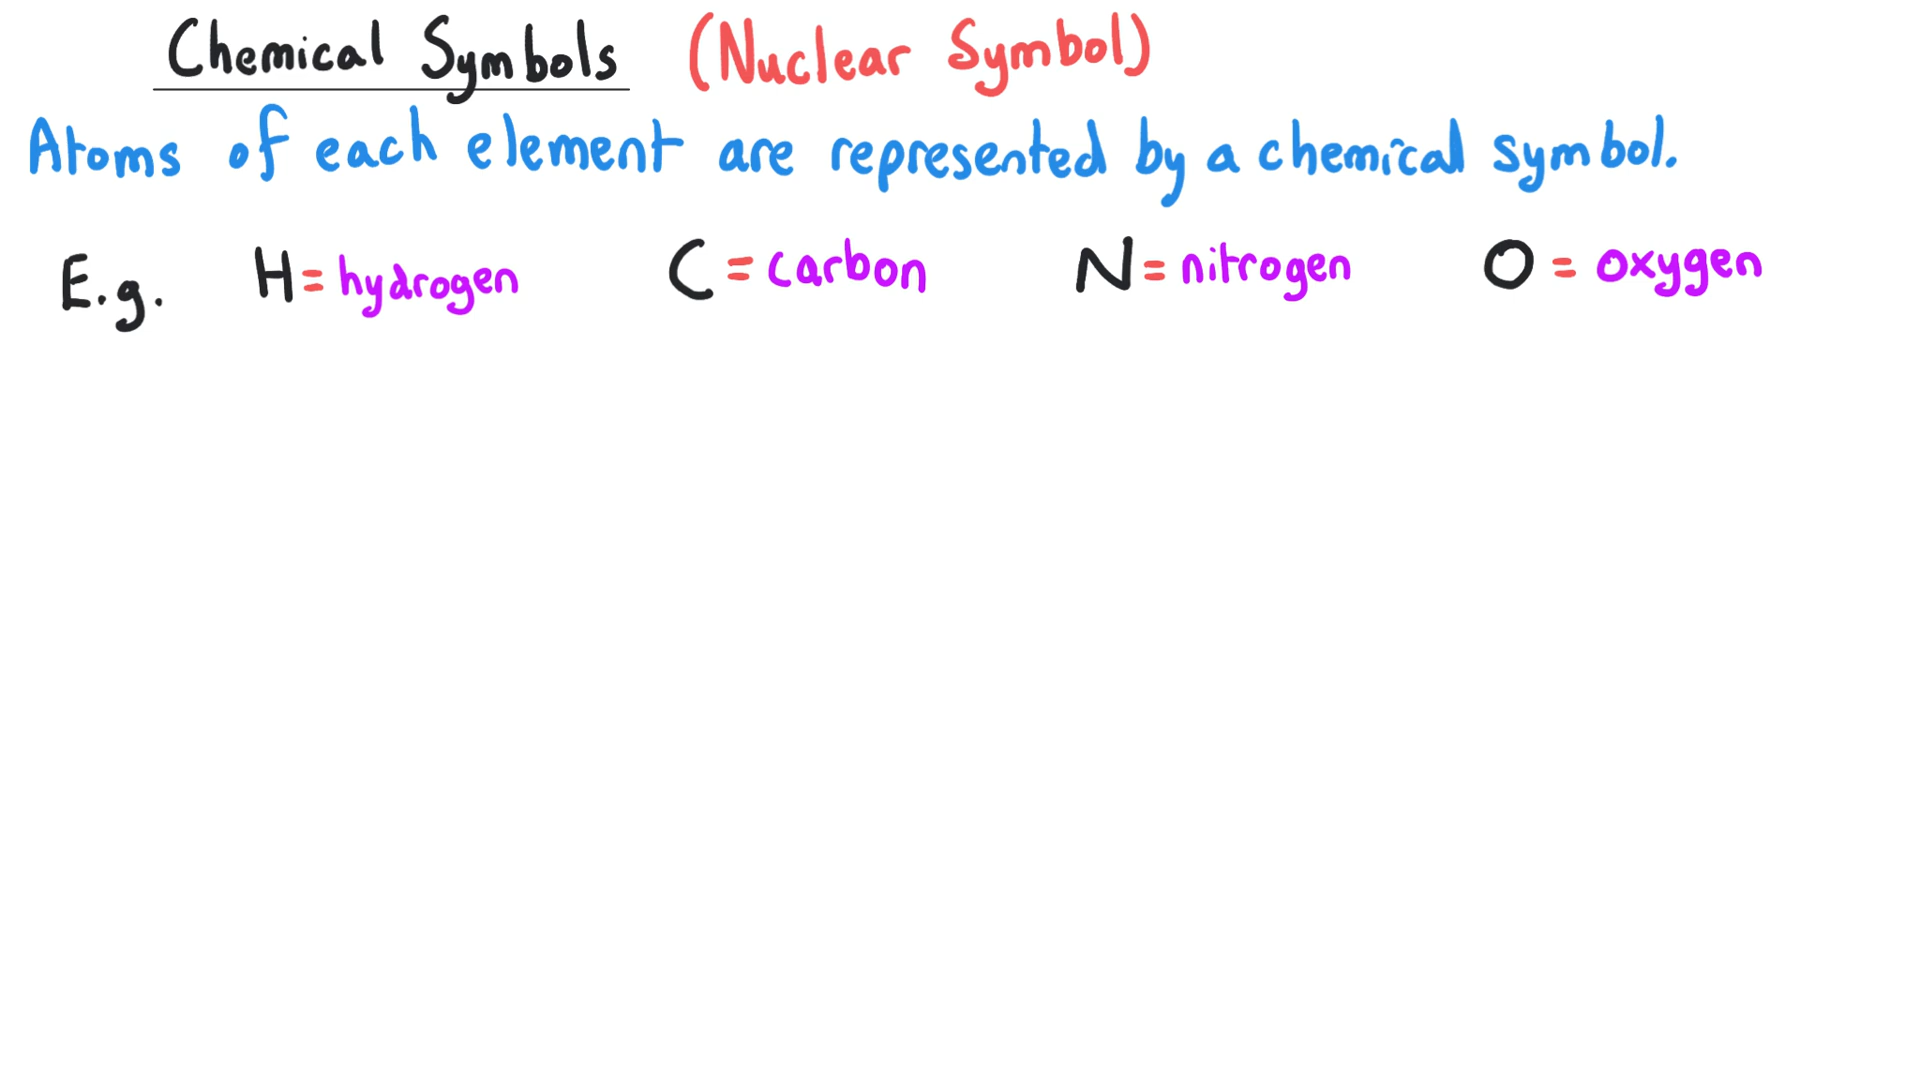 Chemical Symbols (Nuclear Symbol)
Atoms of each element are represented by a chemical symbol.
E.g. H = hydrogen C = carbon N = nitrogen O = oxygen